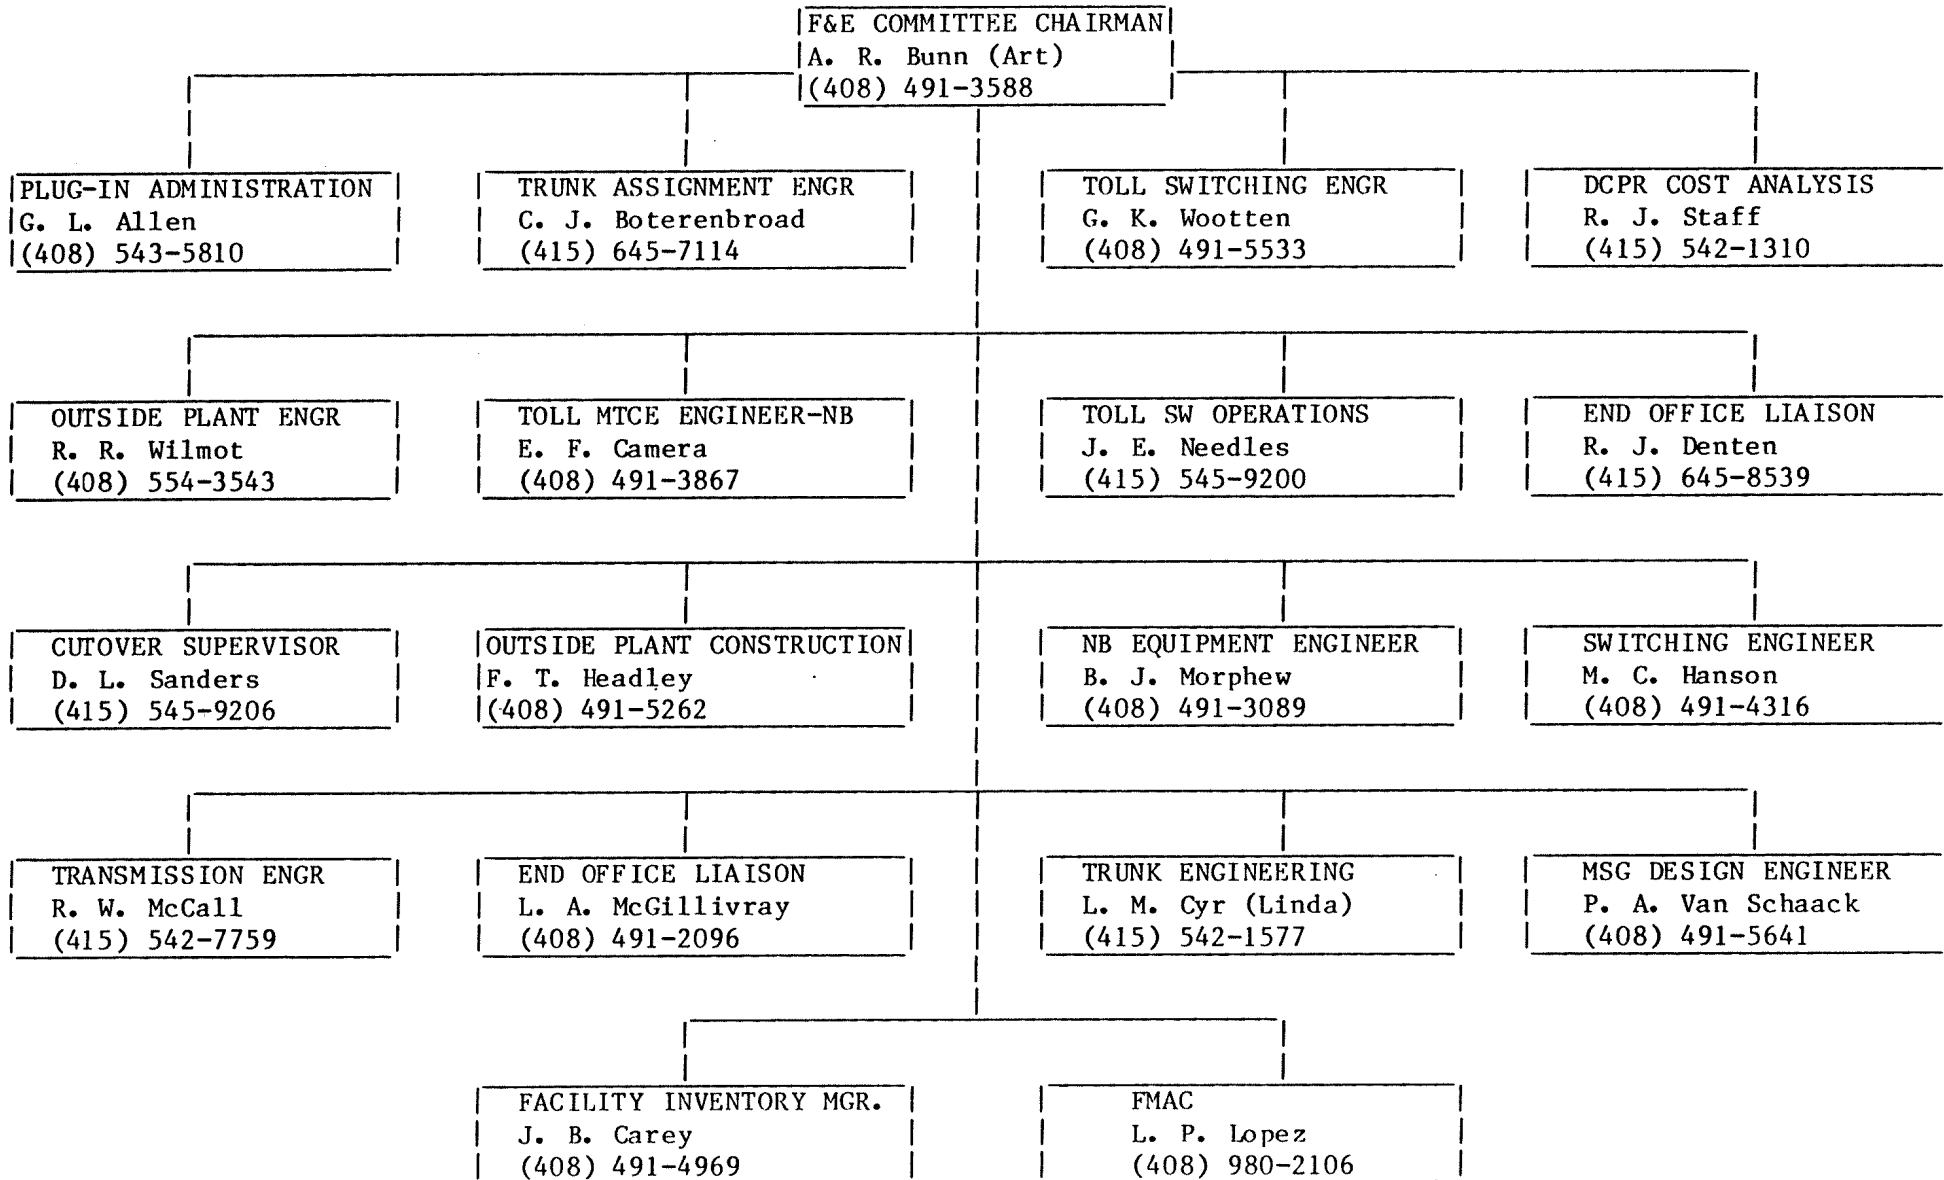 F&E COMMITTEE CHAIRMAN
A. R. Bunn (Art)
(408) 491-3588
PLUG-IN ADMINISTRATION
G. L. Allen
(408) 543-5810
TRUNK ASSIGNMENT ENGR
C. J. Boterenbroad
(415) 645-7114
TOLL SWITCHING ENGR
G. K. Wootten
(408) 491-5533
DCPR COST ANALYSIS
R. J. Staff
(415) 542-1310
OUTSIDE PLANT ENGR
R. R. Wilmot
(408) 554-3543
TOLL MTCE ENGINEER-NB
E. F. Camera
(408) 491-3867
TOLL SW OPERATIONS
J. E. Needles
(415) 545-9200
END OFFICE LIAISON
R. J. Denten
(415) 645-8539
CUTOVER SUPERVISOR
D. L. Sanders
(415) 545-9206
OUTSIDE PLANT CONSTRUCTION
F. T. Headley
(408) 491-5262
NB EQUIPMENT ENGINEER
B. J. Morphew
(408) 491-3089
SWITCHING ENGINEER
M. C. Hanson
(408) 491-4316
TRANSMISSION ENGR
R. W. McCall
(415) 542-7759
END OFFICE LIAISON
L. A. McGillivray
(408) 491-2096
TRUNK ENGINEERING
L. M. Cyr (Linda)
(415) 542-1577
MSG DESIGN ENGINEER
P. A. Van Schaack
(408) 491-5641
FACILITY INVENTORY MGR.
J. B. Carey
(408) 491-4969
FMAC
L. P. Lopez
(408) 980-2106